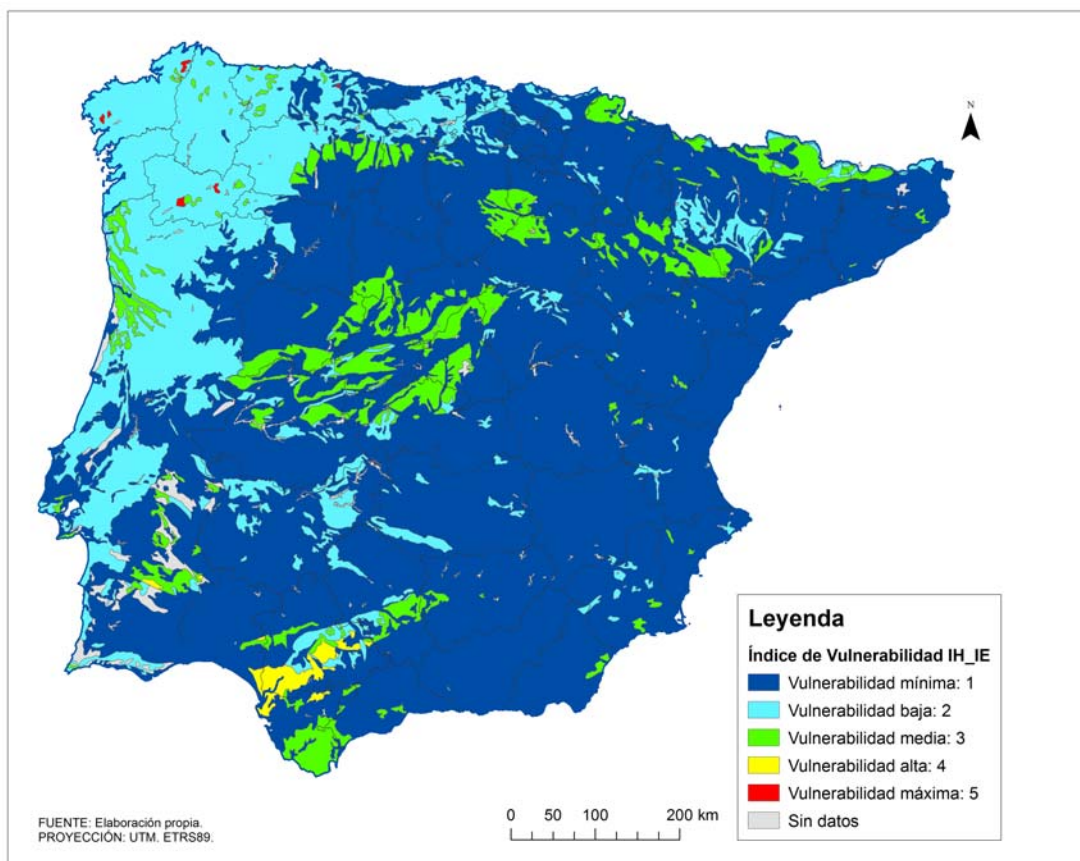 N
Leyenda
Índice de Vulnerabilidad IH_IE
Vulnerabilidad mínima: 1
Vulnerabilidad baja: 2
Vulnerabilidad media: 3
Vulnerabilidad alta: 4
Vulnerabilidad máxima: 5
Sin datos
0 50 100 200 km
FUENTE: Elaboración propia.
PROYECCIÓN: UTM. ETRS89.